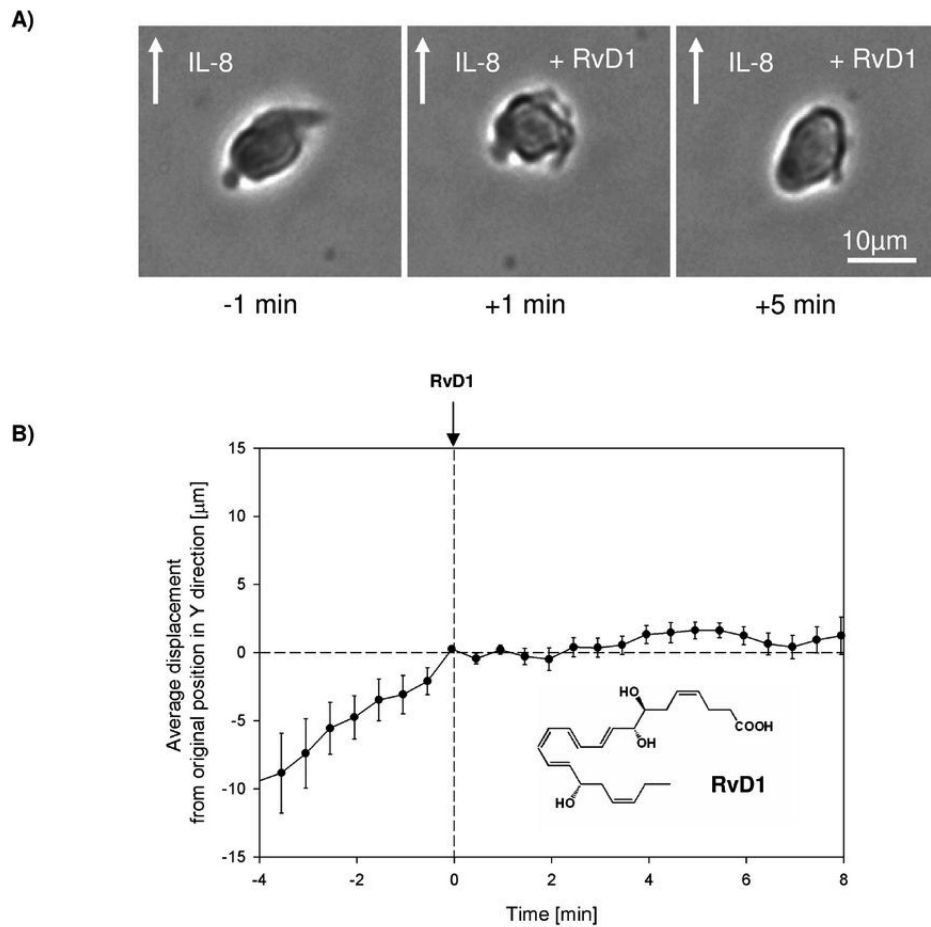 A)
IL-8
IL-8 + RvD1
IL-8 + RvD1
10μm
-1 min
+1 min
+5 min
RvD1
B)
Average displacement
from original position in Y direction [μm]
15
10
5
0
-5
-10
-15
-4
-2
0
2
4
6
8
Time [min]
HO
OH
COOH
HO
RvD1